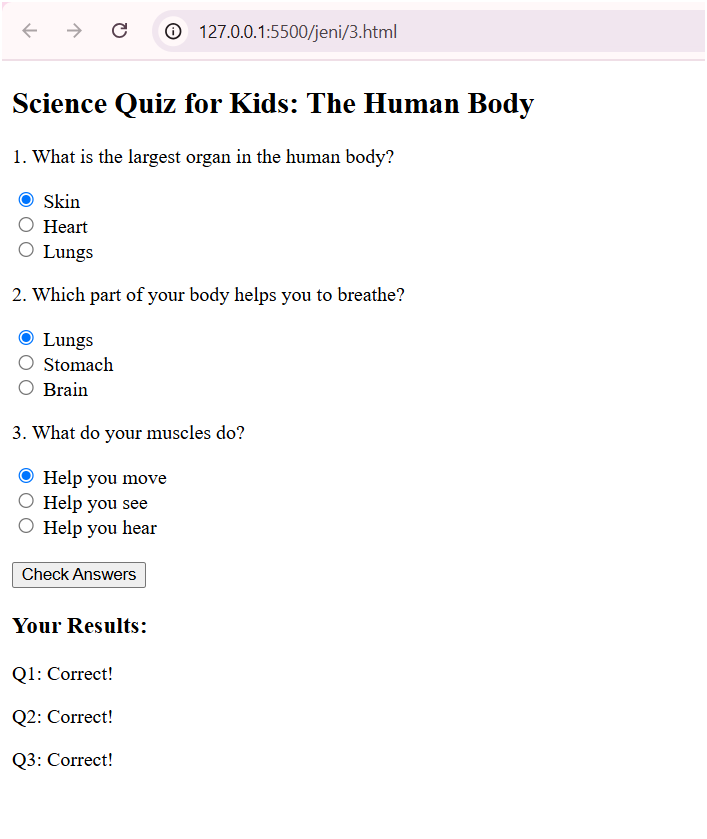 127.0.0.1:5500/jeni/3.html
Science Quiz for Kids: The Human Body
1. What is the largest organ in the human body?
Skin
Heart
Lungs
2. Which part of your body helps you to breathe?
Lungs
Stomach
Brain
3. What do your muscles do?
Help you move
Help you see
Help you hear
Check Answers
Your Results:
Q1: Correct!
Q2: Correct!
Q3: Correct!